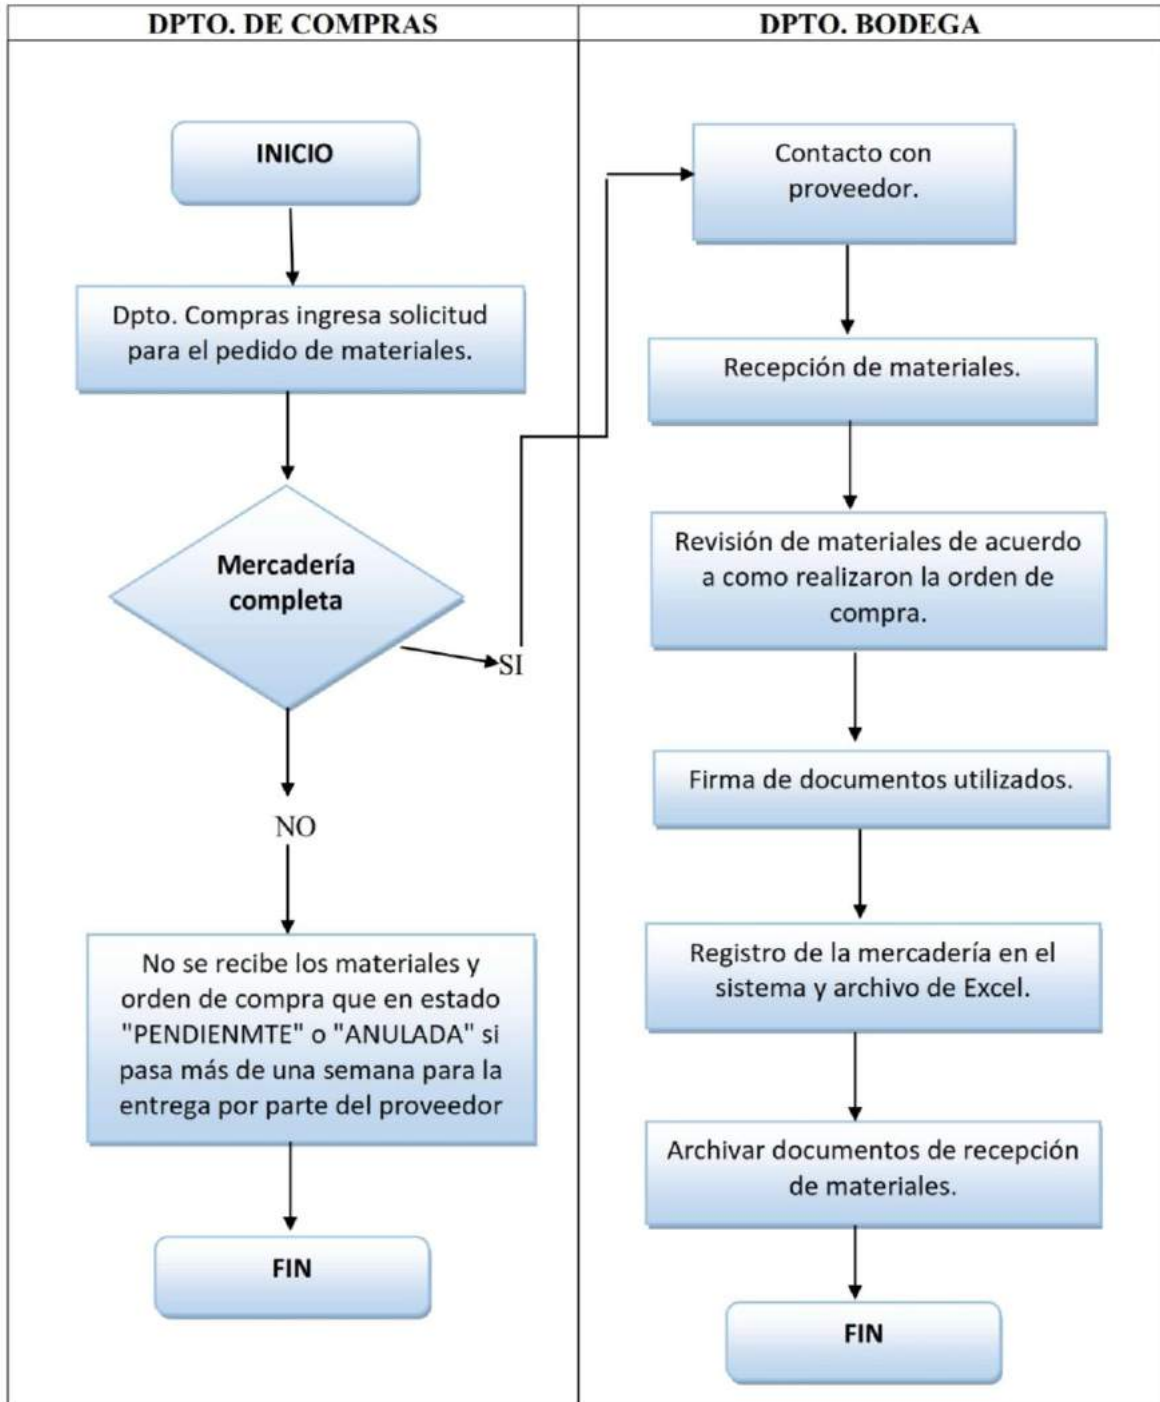 DPTO. DE COMPRAS
DPTO. BODEGA
INICIO
Dpto. Compras ingresa solicitud
para el pedido de materiales.
Mercadería
completa
SI
NO
No se recibe los materiales y
orden de compra que en estado
"PENDIENMTE" o "ANULADA" si
pasa más de una semana para la
entrega por parte del proveedor
FIN
Contacto con
proveedor.
Recepción de materiales.
Revisión de materiales de acuerdo
a como realizaron la orden de
compra.
Firma de documentos utilizados.
Registro de la mercadería en el
sistema y archivo de Excel.
Archivar documentos de recepción
de materiales.
FIN